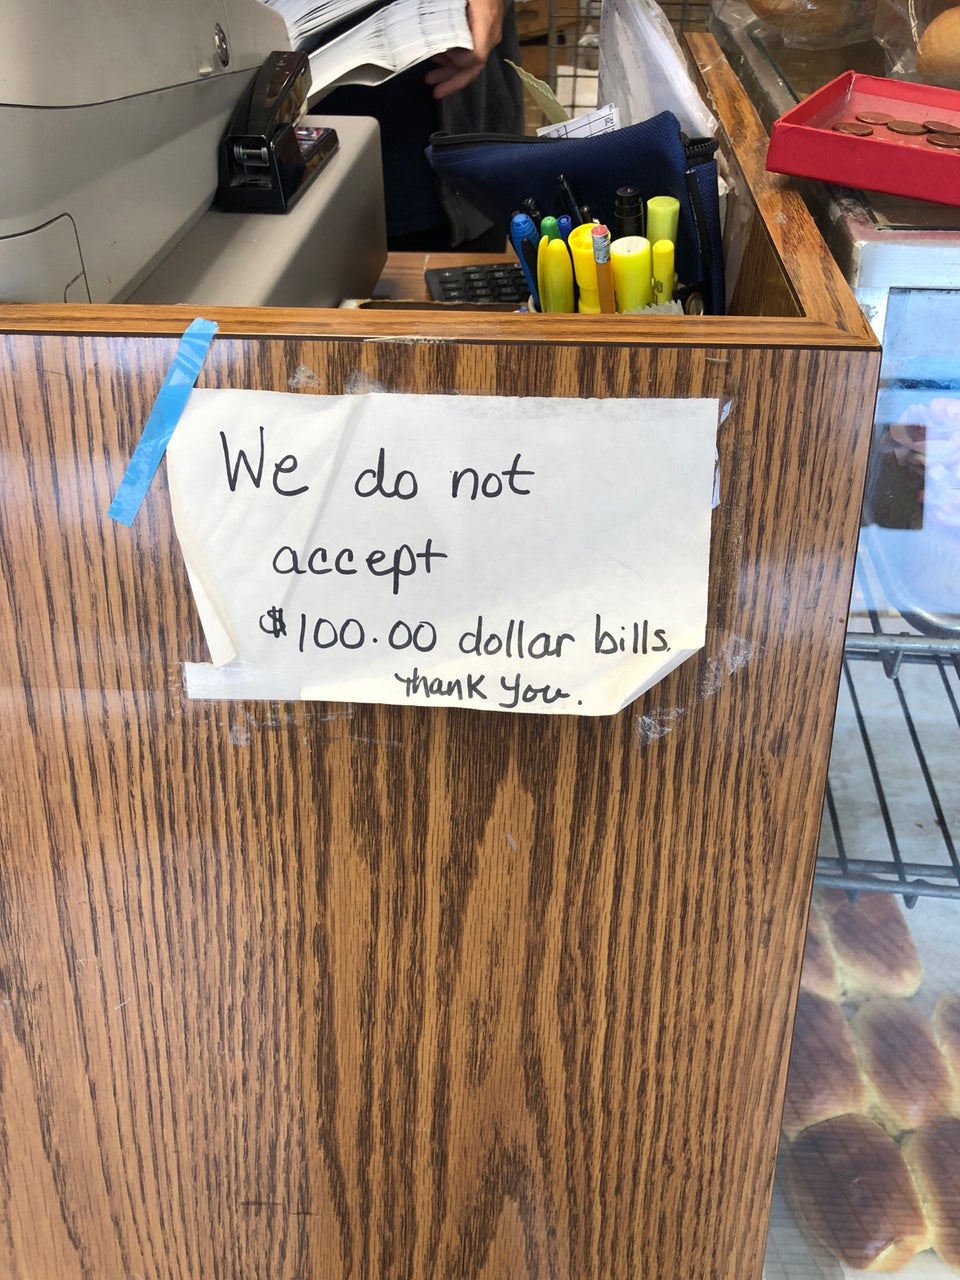 We do not
accept
$100.00 dollar bills.
Thank You.